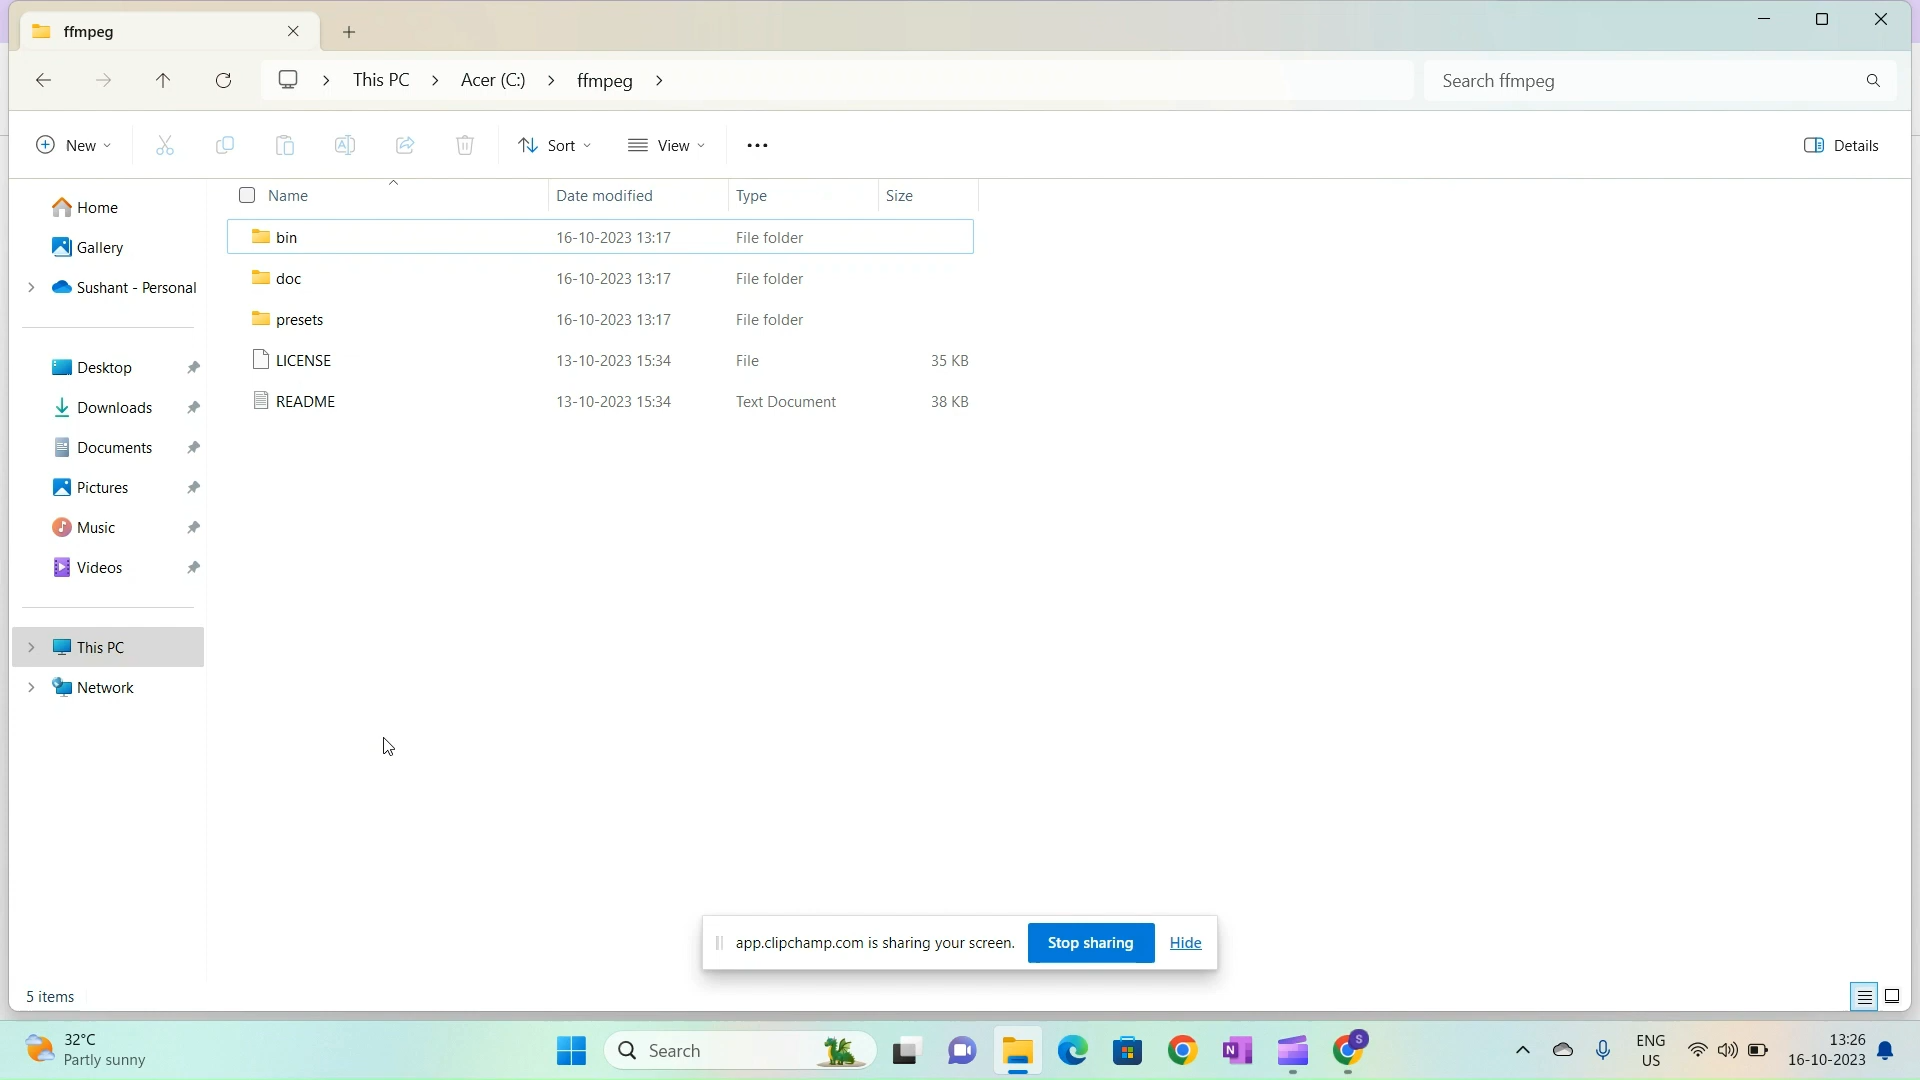 ffmpeg
This PC
Acer (C:)
ffmpeg
Search ffmpeg
New
Sort
View
Details
Name
Date modified
Type
Size
Home
Gallery
Sushant - Personal
Desktop
Downloads
Documents
Pictures
Music
Videos
This PC
Network
bin 16-10-2023 13:17 File folder
doc 16-10-2023 13:17 File folder
presets 16-10-2023 13:17 File folder
LICENSE 13-10-2023 15:34 File 35 KB
README 13-10-2023 15:34 Text Document 38 KB
app.clipchamp.com is sharing your screen.
Stop sharing
Hide
5 items
32°C
Partly sunny
Search
N
S
ENG
US
13:26
16-10-2023